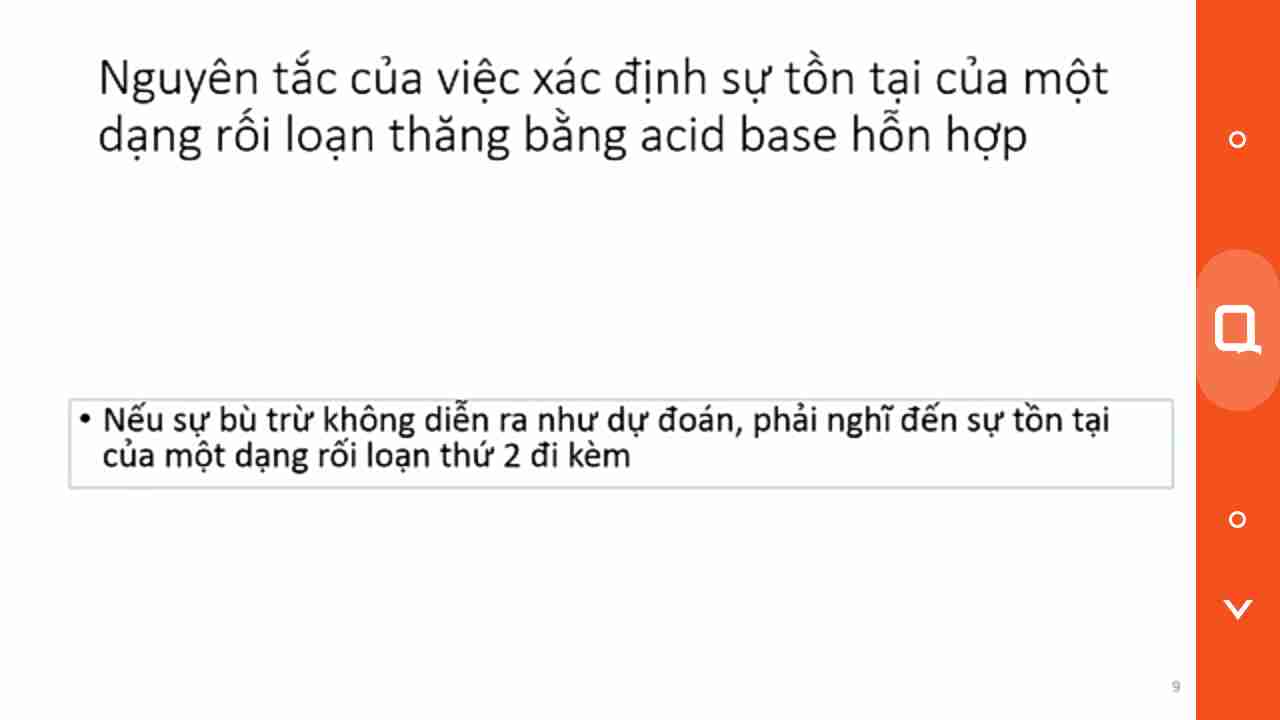 Nguyên tắc của việc xác định sự tồn tại của một
dạng rối loạn thăng bằng acid base hỗn hợp
• Nếu sự bù trừ không diễn ra như dự đoán, phải nghĩ đến sự tồn tại
của một dạng rối loạn thứ 2 đi kèm
9